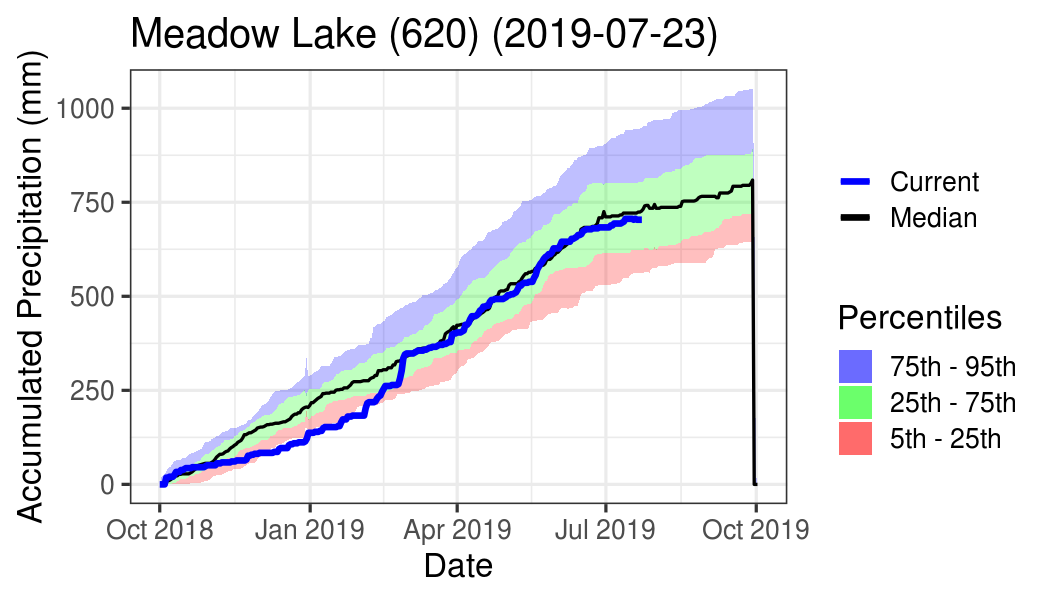 Meadow Lake (620) (2019-07-23)
Accumulated Precipitation (mm)
1000
750
500
250
0
Oct 2018
Jan 2019
Apr 2019
Jul 2019
Oct 2019
Date
Current
Median
Percentiles
75th - 95th
25th - 75th
5th - 25th